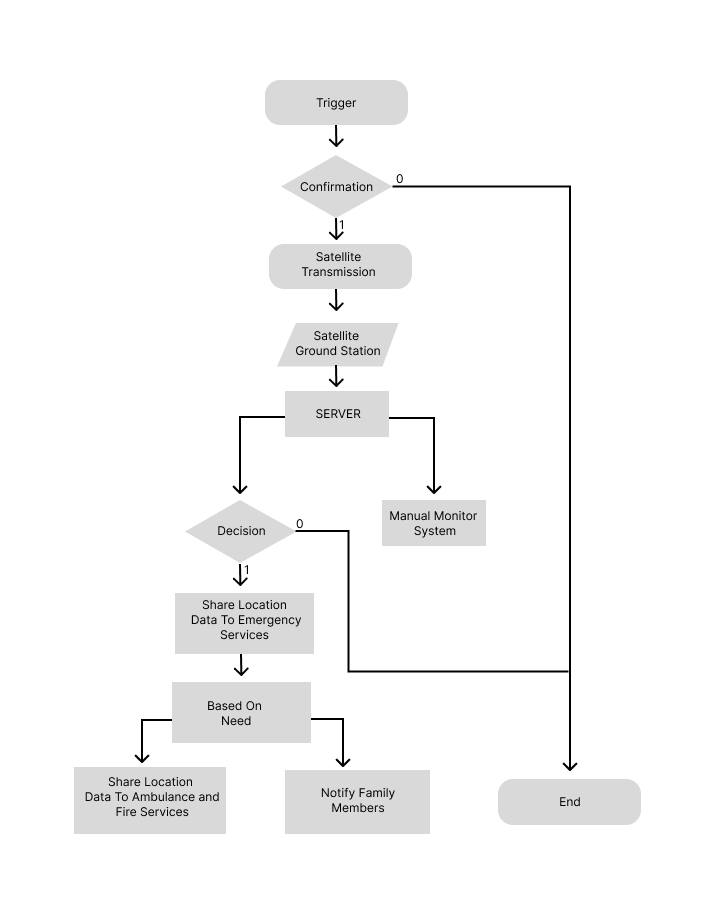 Trigger
Confirmation
0
1
Satellite
Transmission
Satellite
Ground Station
SERVER
Manual Monitor
System
Decision
0
1
Share Location
Data To Emergency
Services
Based On
Need
Share Location
Data To Ambulance and
Fire Services
Notify Family
Members
End